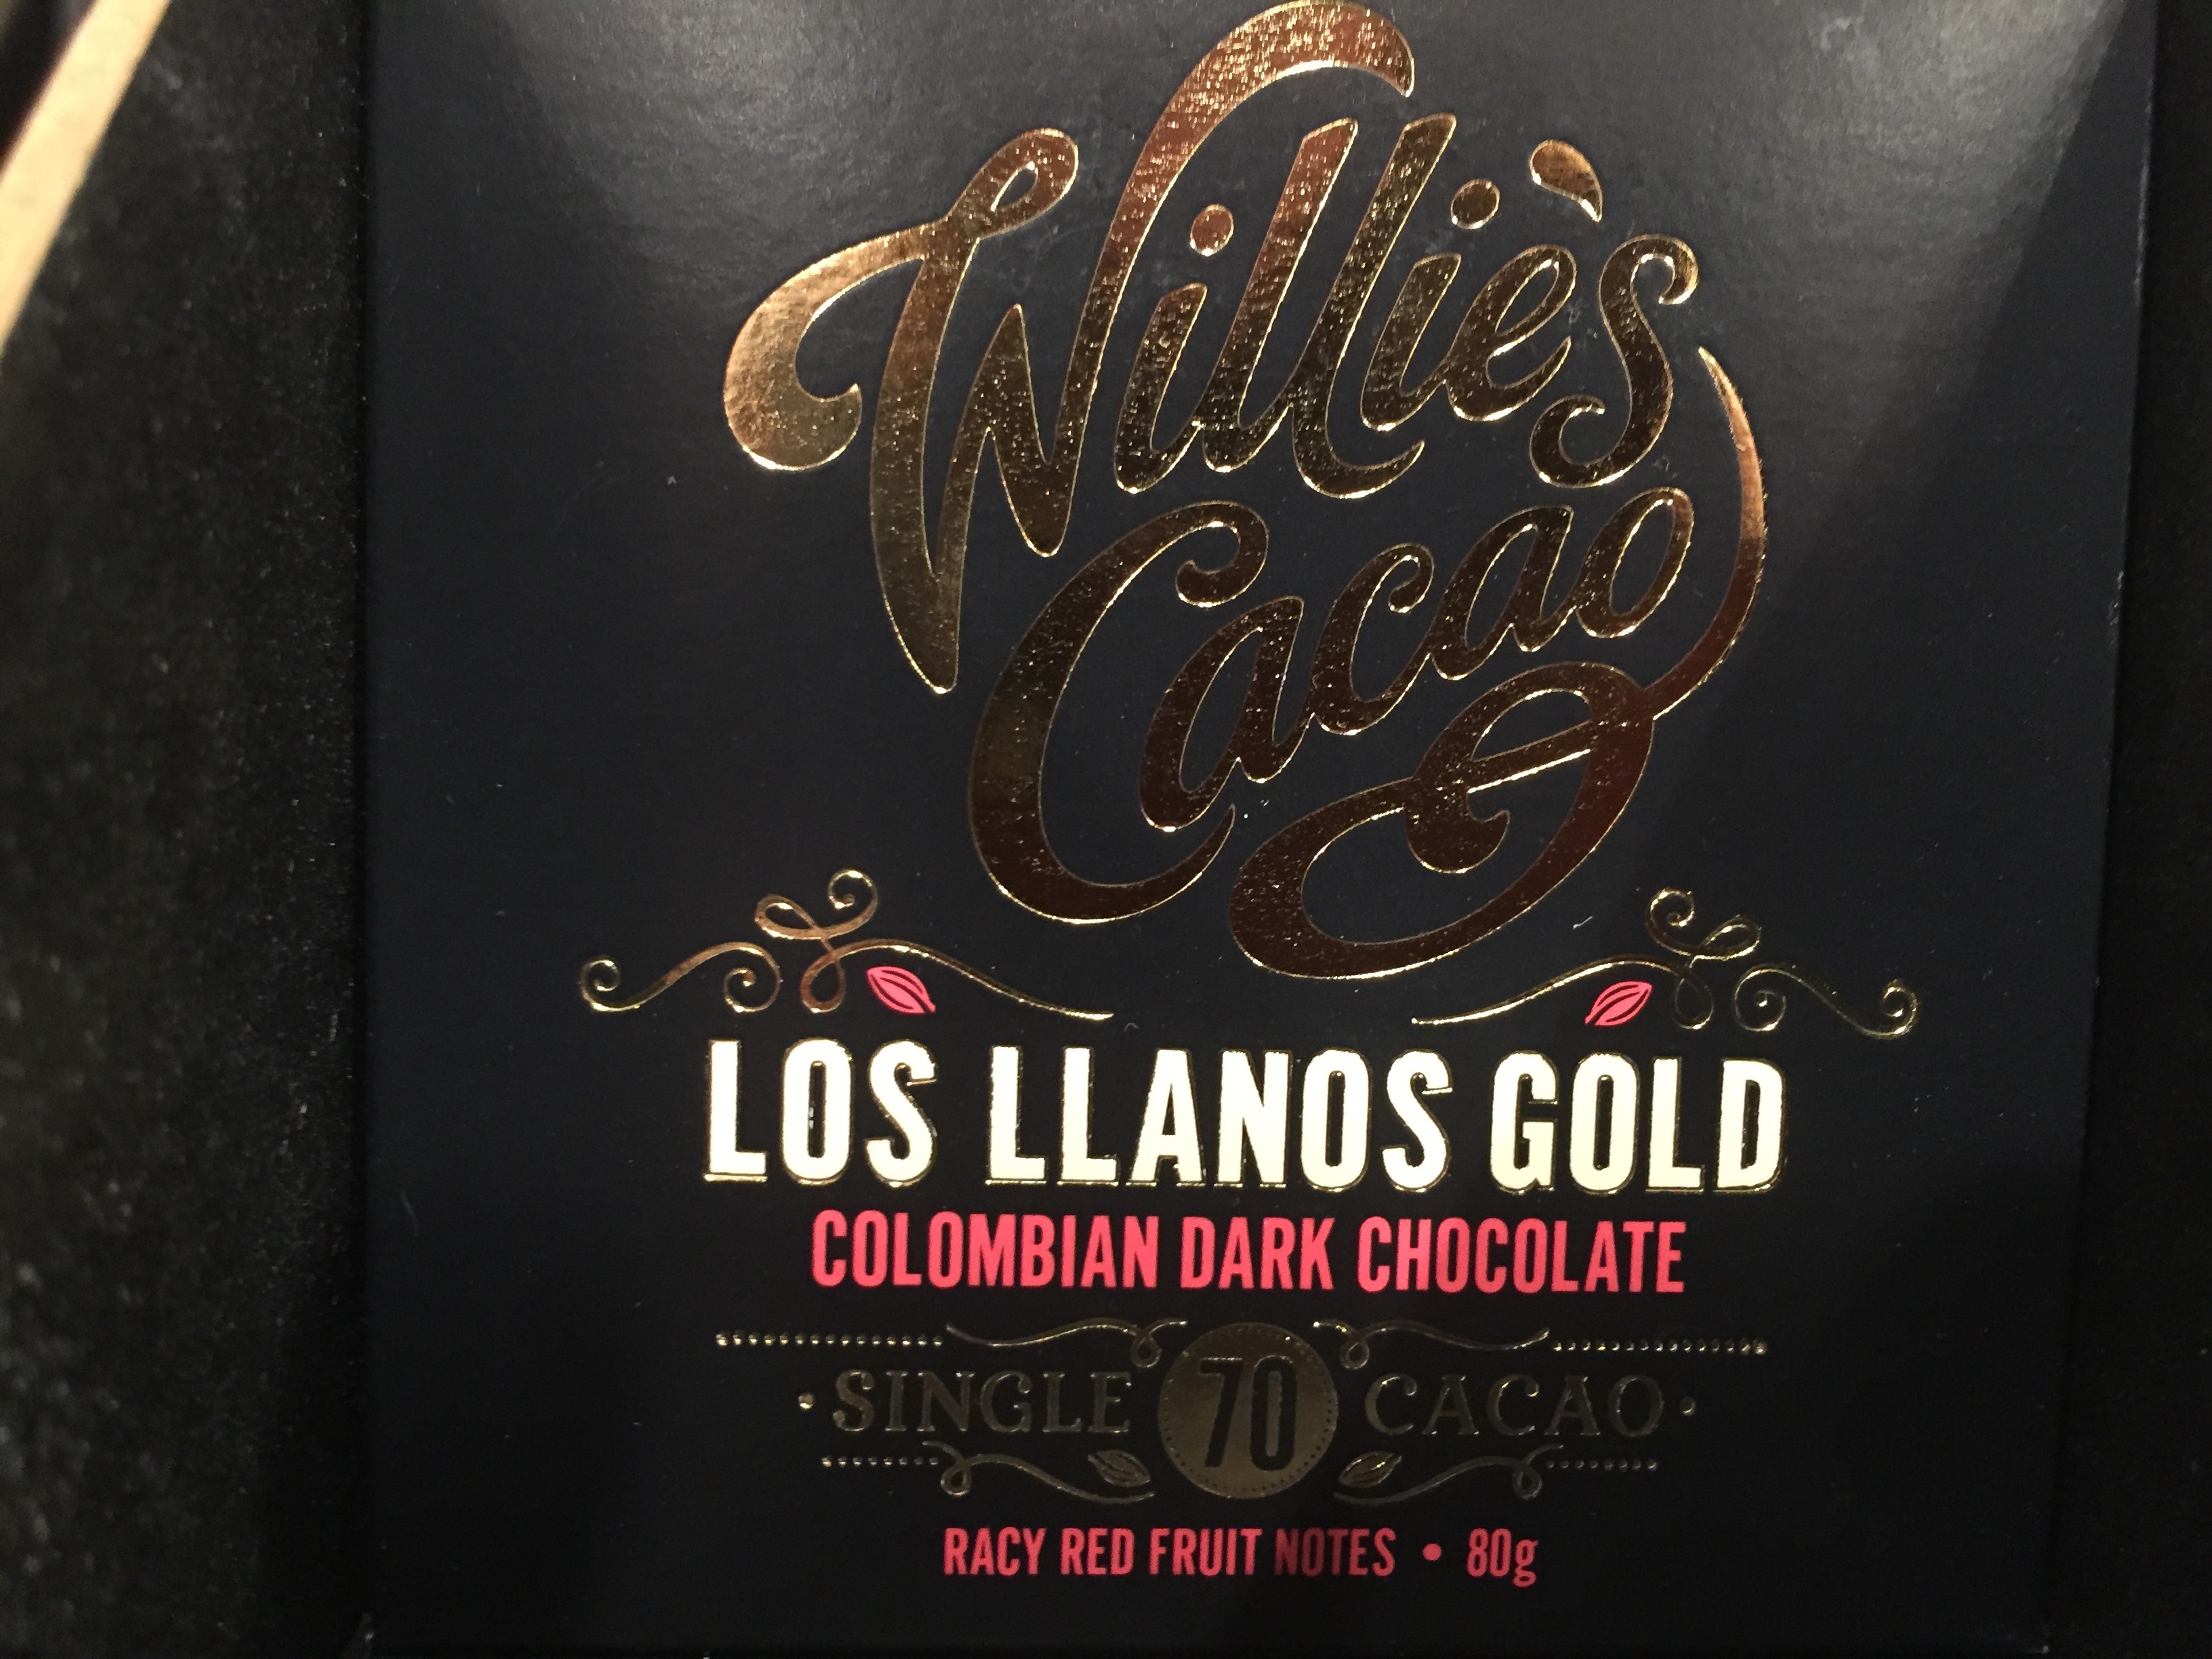 Willie's
Cacao
LOS LLANOS GOLD
COLOMBIAN DARK CHOCOLATE
SINGLE 70 CACAO
RACY RED FRUIT NOTES • 80g